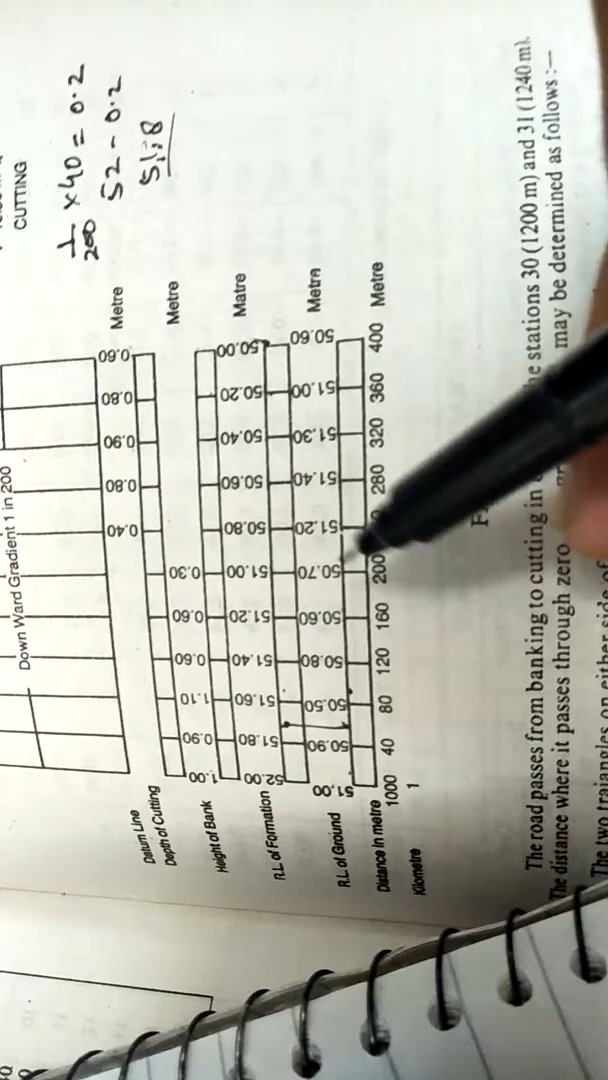 CUTTING
1/200 × 40 = 0.2
52 - 0.2
51.8
Down Ward Gradient 1 in 200
Datum Line
Depth of Cutting 0.40 0.80 0.90 0.80 0.60 Metre
Height of Bank 1.00 0.90 1.10 0.60 0.60 0.30 Metre
R.L. of Formation 52.00 51.80 51.60 51.40 51.20 51.00 50.80 50.60 50.40 50.20 50.00 Matre
R.L. of Ground 51,00 50.90 50.50 50.80 50.60 50.70 51.20 51.40 51.30 51.00 50.60 Metre
Distance in metre 1000 40 80 120 160 200 280 320 360 400 Metre
Kilometre 1
F
The road passes from banking to cutting in he stations 30 (1200 m) and 31 (1240 m).
The distance where it passes through zero may be determined as follows :—
The two traiangles on either side of